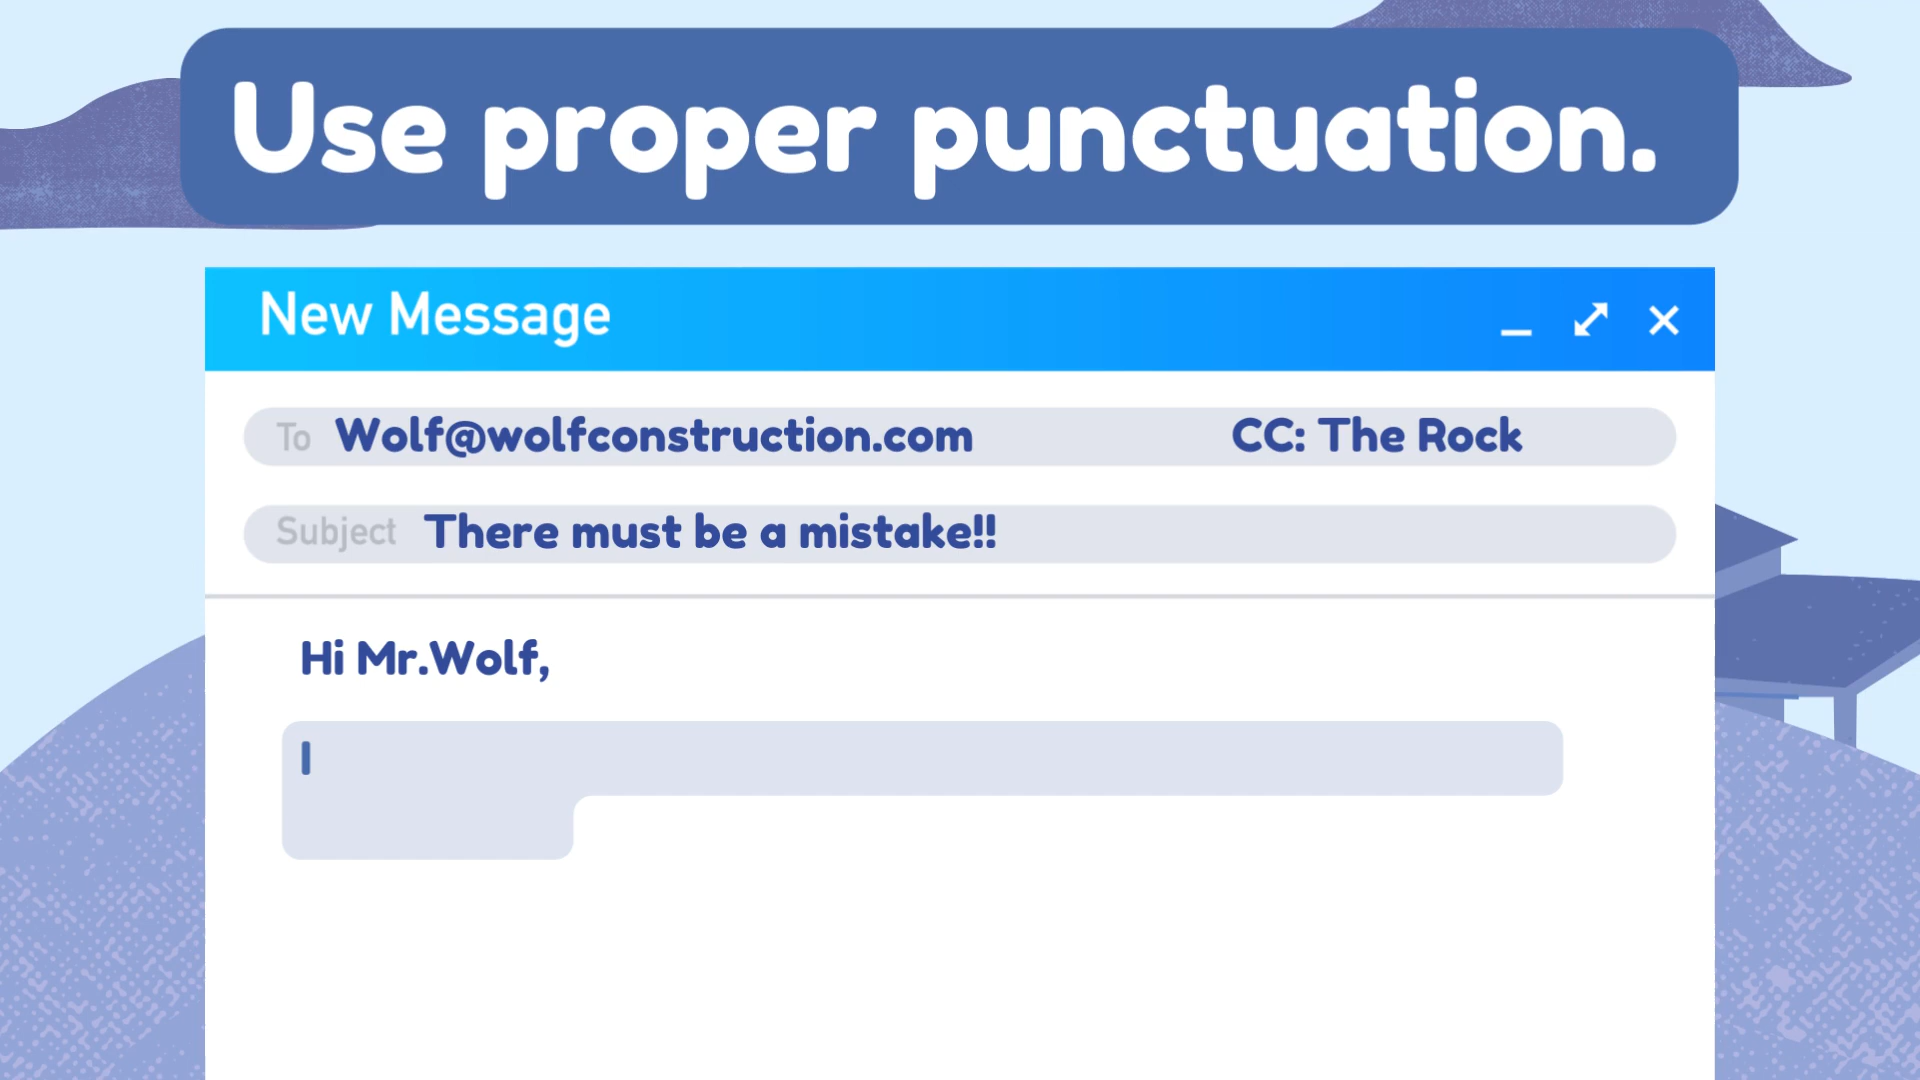 Use proper punctuation.
New Message
To Wolf@wolfconstruction.com CC: The Rock
Subject There must be a mistake!!
Hi Mr.Wolf,